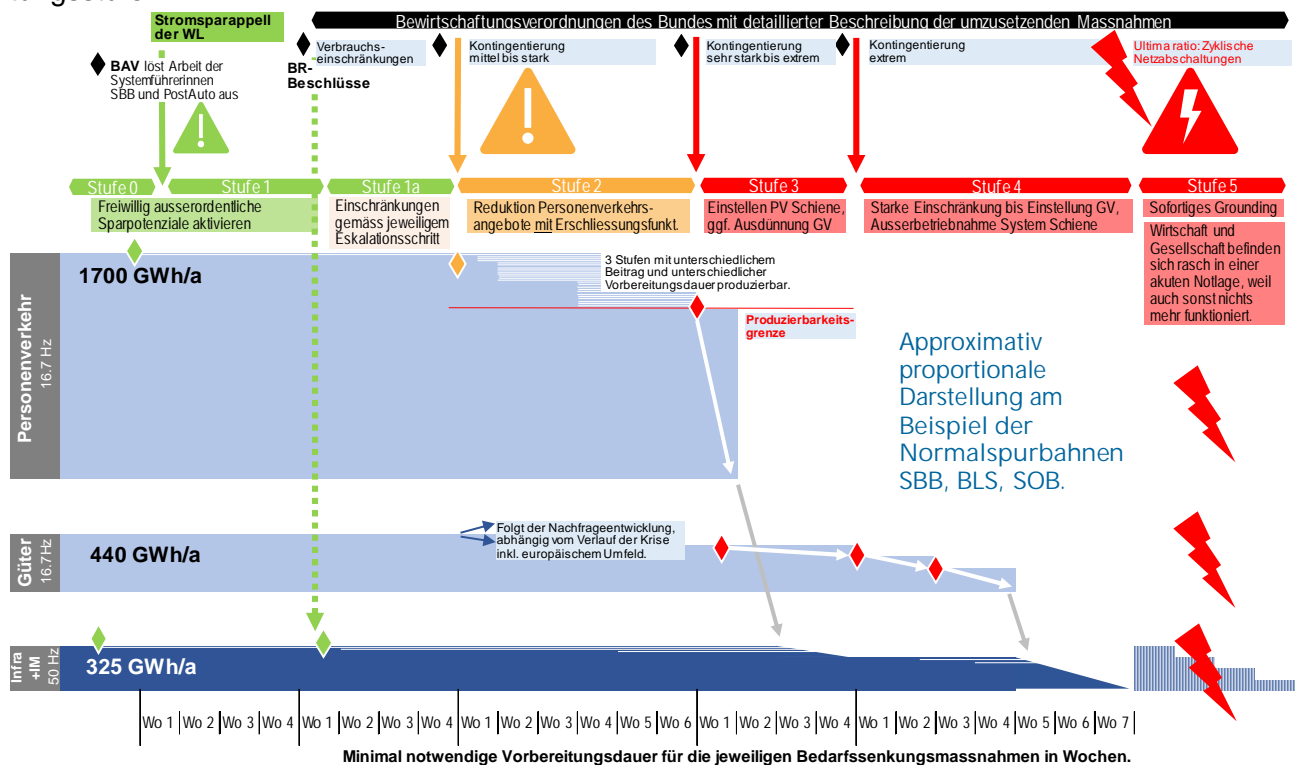 Stromsparappell
der WL
Bewirtschaftungsverordnungen des Bundes mit detaillierter Beschreibung der umzusetzenden Massnahmen
BAV löst Arbeit der
Systemführerinnen
SBB und PostAuto aus
Verbrauchs-
einschränkungen
BR-
Beschlüsse
Kontingentierung
mittel bis stark
Kontingentierung
sehr stark bis extrem
Kontingentierung
extrem
Ultima ratio: Zyklische
Netzabschaltungen
Stufe 0
Stufe 1
Stufe 1a
Stufe 2
Stufe 3
Stufe 4
Stufe 5
Freiwillig ausserordentliche
Sparpotenziale aktivieren
Einschränkungen
gemäss jeweiligem
Eskalationsschritt
Reduktion Personenverkehrs-
angebote mit Erschliessungsfunkt.
Einstellen PV Schiene,
ggf. Ausdünnung GV
Starke Einschränkung bis Einstellung GV,
Ausserbetriebnahme System Schiene
Sofortiges Grounding
Wirtschaft und
Gesellschaft befinden
sich rasch in einer
akuten Notlage, weil
auch sonst nichts
mehr funktioniert.
Personenverkehr
16.7 Hz
1700 GWh/a
3 Stufen mit unterschiedlichem
Beitrag und unterschiedlicher
Vorbereitungsdauer produzierbar.
Produzierbarkeits-
grenze
Approximativ
proportionale
Darstellung am
Beispiel der
Normalspurbahnen
SBB, BLS, SOB.
Güter
16.7Hz
440 GWh/a
Folgt der Nachfrageentwicklung,
abhängig vom Verlauf der Krise
inkl. europäischem Umfeld.
Infra
+IM
50 Hz
325 GWh/a
Wo 1 Wo 2 Wo 3 Wo 4 Wo 1 Wo 2 Wo 3 Wo 4 Wo 1 Wo 2 Wo 3 Wo 4 Wo 5 Wo 6 Wo 1 Wo 2 Wo 3 Wo 4 Wo 1 Wo 2 Wo 3 Wo 4 Wo 5 Wo 6 Wo 7
Minimal notwendige Vorbereitungsdauer für die jeweiligen Bedarfssenkungsmassnahmen in Wochen.